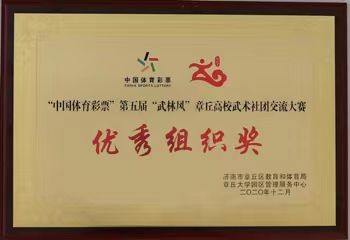 中国体育彩票
CHINA SPORTS LOTTERY
“中国体育彩票”第五届“武林风”章丘高校武术社团交流大赛
优秀组织奖
济南市章丘区教育和体育局
章丘大学园区管理服务中心
二〇二〇年十二月